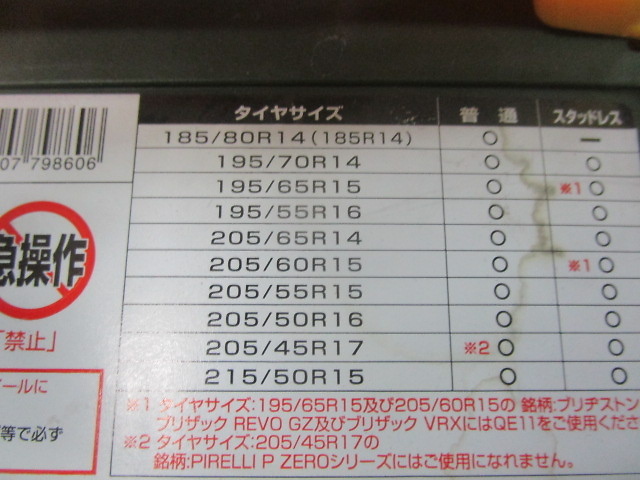 タイヤサイズ 普通 スタッドレス
185/80R14(185R14) ○ ー
195/70R14 ○ ○
195/65R15 ○ ※1○
195/55R16 ○ ○
205/65R14 ○ ○
205/60R15 ○ ※1○
205/55R15 ○ ○
205/50R16 ○ ○
205/45R17 ※2○ ○
215/50R15 ○ ○
※1 タイヤサイズ:195/65R15及び205/60R15の 銘柄:ブリヂストン
ブリザック REVO GZ及びブリザック VRXにはQE11をご使用くださ
※2 タイヤサイズ:205/45R17の
銘柄:PIRELLI P ZEROシリーズにはご使用になれません。
07 798606
急操作
「禁止」
ールに
等で必ず